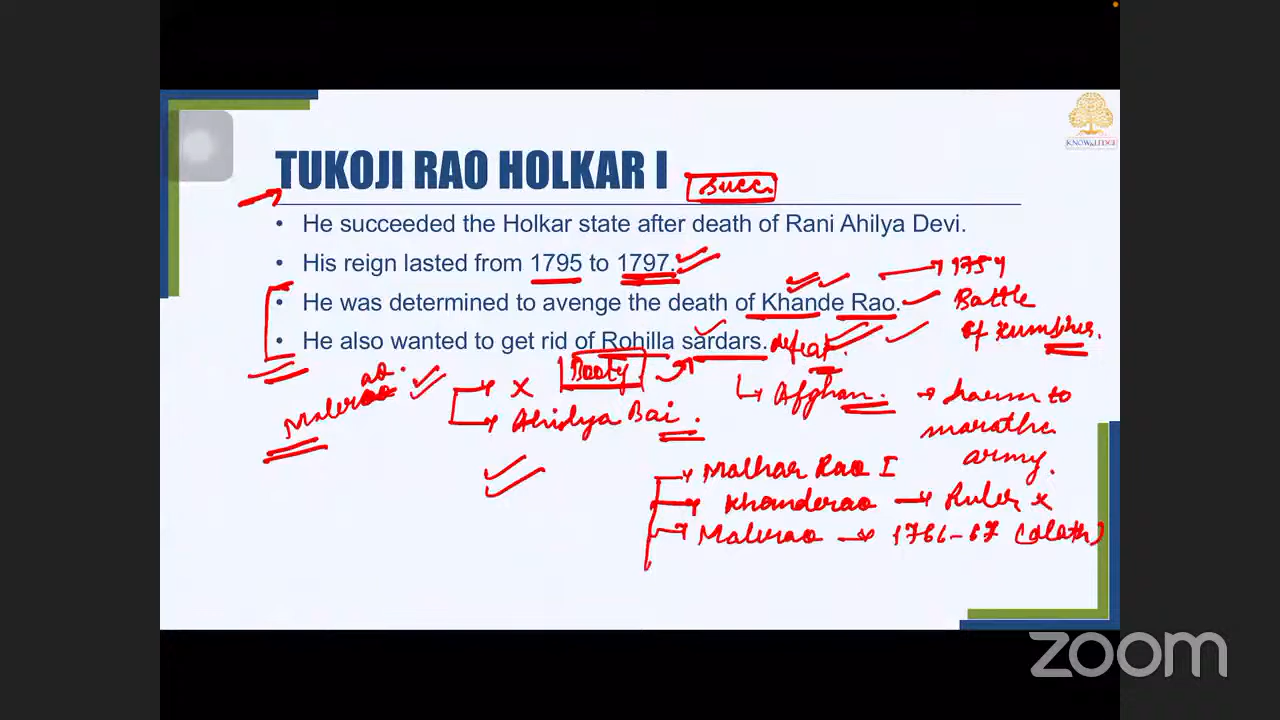 KNOWLEDGE
TUKOJI RAO HOLKAR I
Succ.
• He succeeded the Holkar state after death of Rani Ahilya Devi.
• His reign lasted from 1795 to 1797.
1754
• He was determined to avenge the death of Khande Rao.
Battle
of Kumher.
• He also wanted to get rid of Rohilla sardars.
defeat.
Booty
Malerao
x
Ahilya Bai.
Afghan.
harm to
maratha
army.
Malhar Rao I
Khanderao → Ruler x
Malerao → 1766-67 (death)
zoom